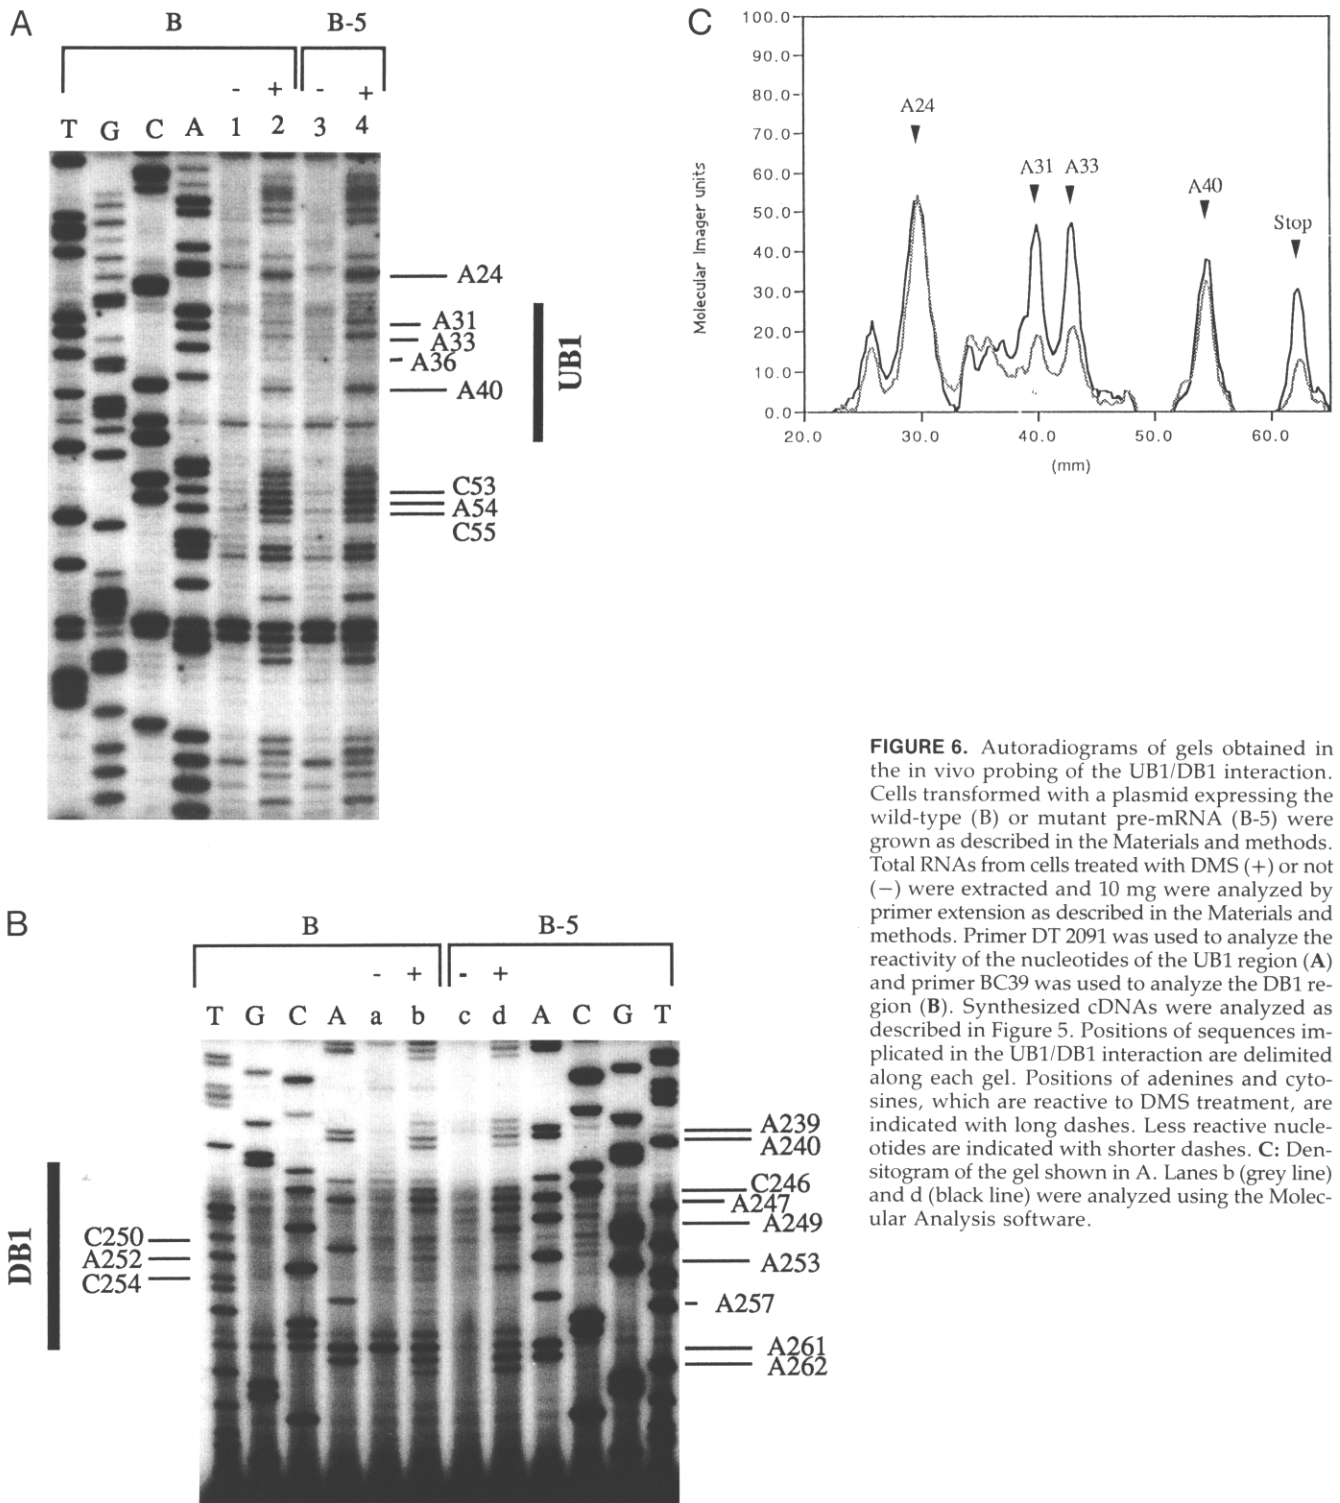 A
B B-5
- + - +
T G C A 1 2 3 4
A24
A31
A33
A36
A40
UB1
C53
A54
C55
C
100.0
90.0
80.0
70.0
60.0
50.0
40.0
30.0
20.0
10.0
0.0
Molecular Imager units
A24
A31 A33
A40
Stop
20.0 30.0 40.0 50.0 60.0
(mm)
B
B B-5
- + - +
T G C A a b c d A C G T
A239
A240
C246
A247
A249
A253
A257
A261
A262
C250
A252
C254
DB1
FIGURE 6. Autoradiograms of gels obtained in
the in vivo probing of the UB1/DB1 interaction.
Cells transformed with a plasmid expressing the
wild-type (B) or mutant pre-mRNA (B-5) were
grown as described in the Materials and methods.
Total RNAs from cells treated with DMS (+) or not
(−) were extracted and 10 mg were analyzed by
primer extension as described in the Materials and
methods. Primer DT 2091 was used to analyze the
reactivity of the nucleotides of the UB1 region (A)
and primer BC39 was used to analyze the DB1 re-
gion (B). Synthesized cDNAs were analyzed as
described in Figure 5. Positions of sequences im-
plicated in the UB1/DB1 interaction are delimited
along each gel. Positions of adenines and cyto-
sines, which are reactive to DMS treatment, are
indicated with long dashes. Less reactive nucle-
otides are indicated with shorter dashes. C: Den-
sitogram of the gel shown in A. Lanes b (grey line)
and d (black line) were analyzed using the Molec-
ular Analysis software.